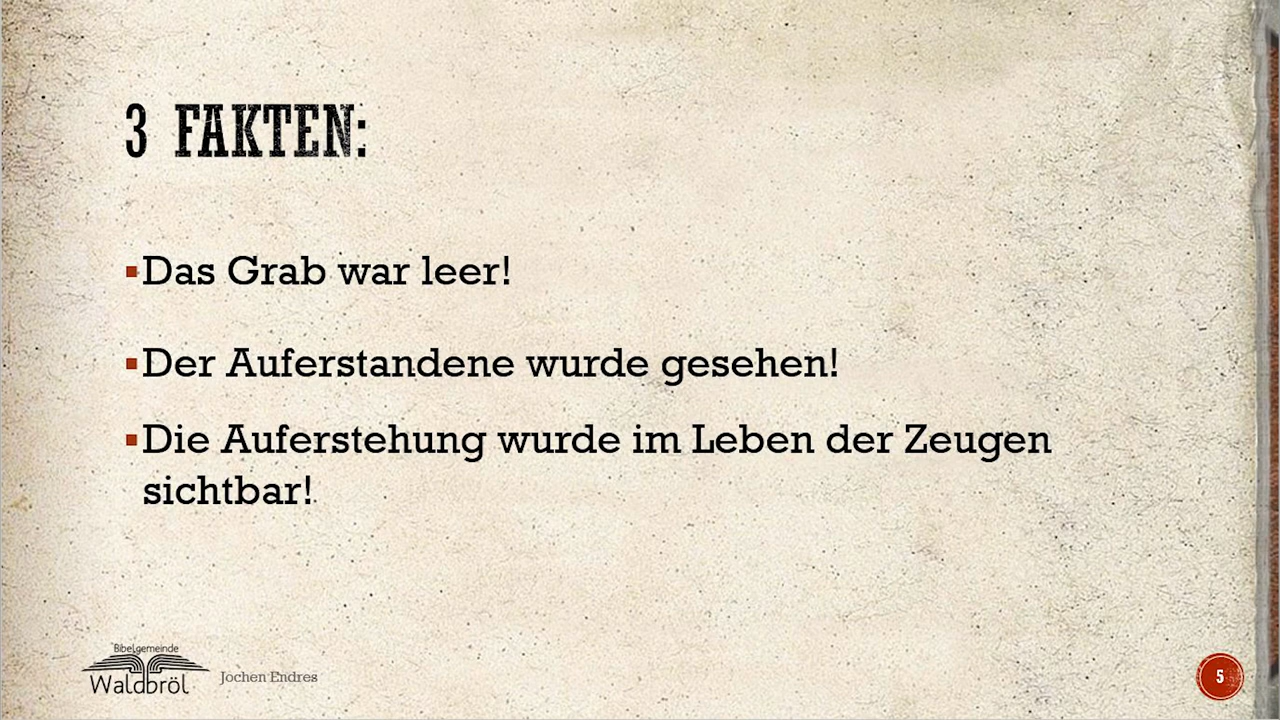 3 FAKTEN:
▪Das Grab war leer!
▪Der Auferstandene wurde gesehen!
▪Die Auferstehung wurde im Leben der Zeugen
sichtbar!
Bibelgemeinde
Waldbröl
Jochen Endres
5